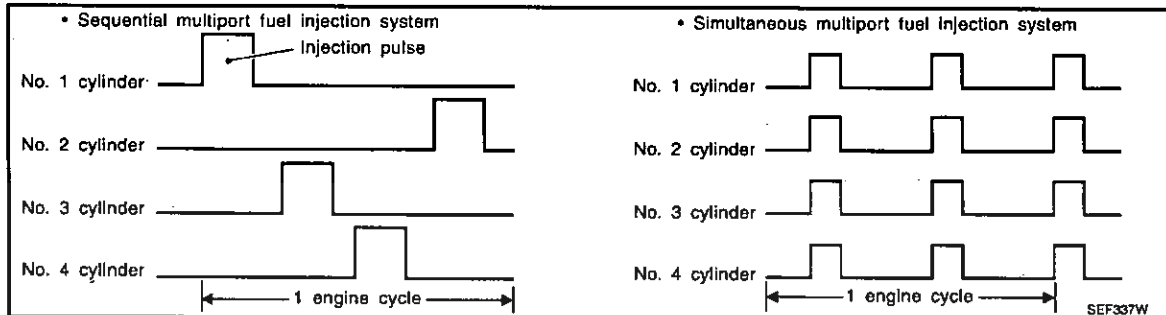 • Sequential multiport fuel injection system
Injection pulse
No. 1 cylinder
No. 2 cylinder
No. 3 cylinder
No. 4 cylinder
1 engine cycle
• Simultaneous multiport fuel injection system
No. 1 cylinder
No. 2 cylinder
No. 3 cylinder
No. 4 cylinder
1 engine cycle
SEF337W